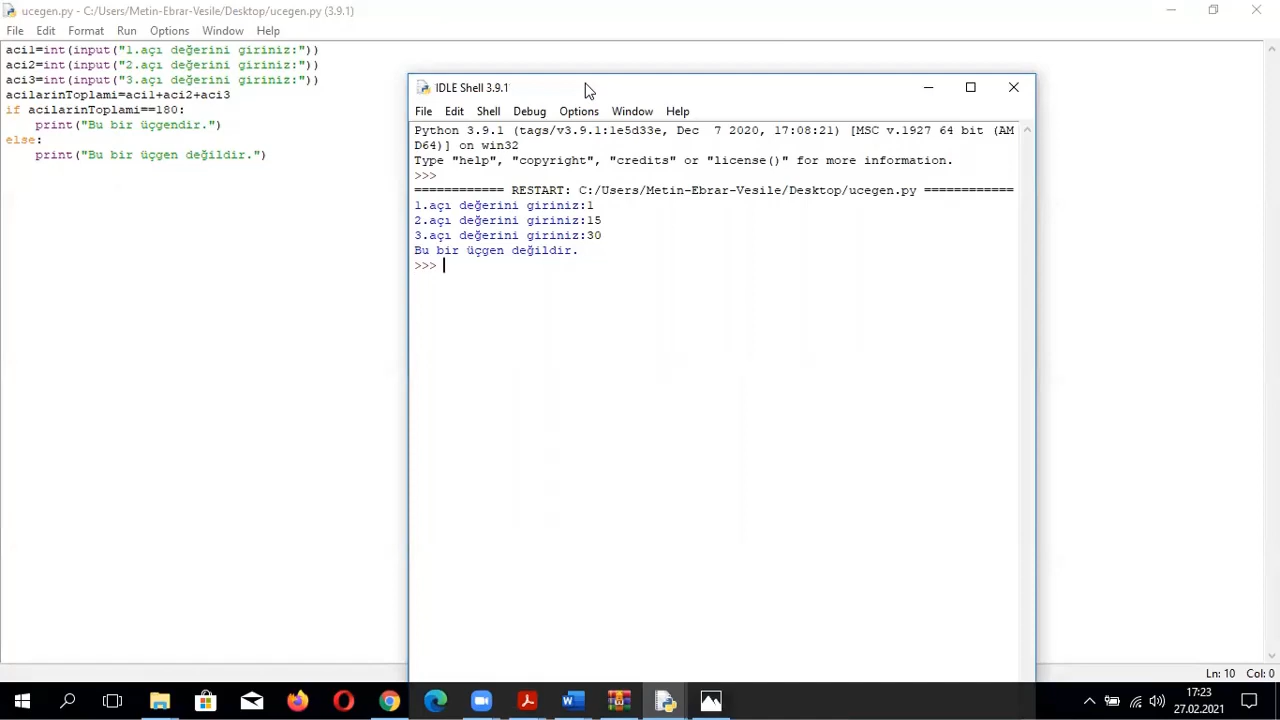 ucegen.py - C:/Users/Metin-Ebrar-Vesile/Desktop/ucegen.py (3.9.1)
File Edit Format Run Options Window Help
aci1=int(input("1.açı değerini giriniz:"))
aci2=int(input("2.açı değerini giriniz:"))
aci3=int(input("3.açı değerini giriniz:"))
acilarinToplami=aci1+aci2+aci3
if acilarinToplami==180:
    print("Bu bir üçgendir.")
else:
    print("Bu bir üçgen değildir.")
IDLE Shell 3.9.1
File Edit Shell Debug Options Window Help
Python 3.9.1 (tags/v3.9.1:1e5d33e, Dec  7 2020, 17:08:21) [MSC v.1927 64 bit (AM
D64)] on win32
Type "help", "copyright", "credits" or "license()" for more information.
>>>
============ RESTART: C:/Users/Metin-Ebrar-Vesile/Desktop/ucegen.py ============
1.açı değerini giriniz:1
2.açı değerini giriniz:15
3.açı değerini giriniz:30
Bu bir üçgen değildir.
>>>
Ln: 10 Col: 0
17:23
27.02.2021